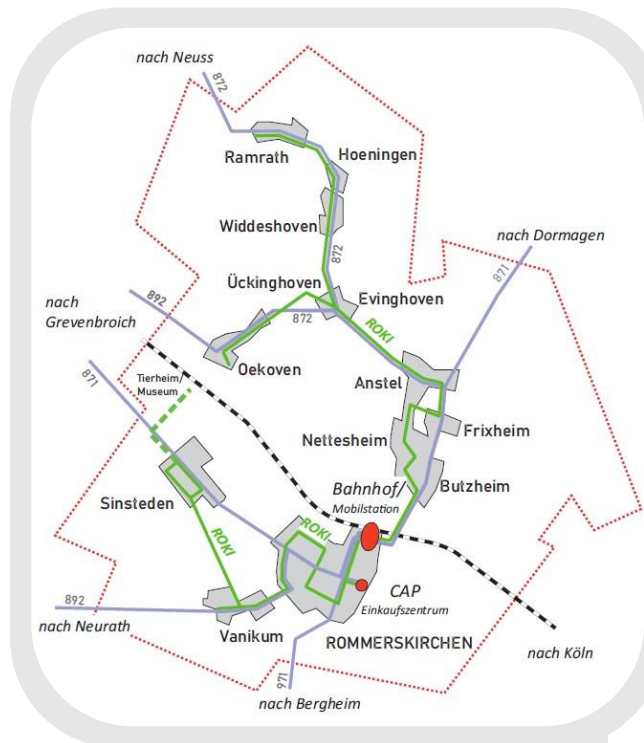 nach Neuss
872
Ramrath
Hoeningen
Widdeshoven
872
nach Dormagen
871
Ückinghoven
Evinghoven
892
872
nach
Grevenbroich
ROKI
871
Oekoven
Anstel
Tierheim/
Museum
Nettesheim
Frixheim
Bahnhof/
Mobilstation
Butzheim
Sinsteden
ROKI
ROKI
CAP
Einkaufszentrum
892
nach Neurath
Vanikum
ROMMERSKIRCHEN
nach Köln
971
nach Bergheim